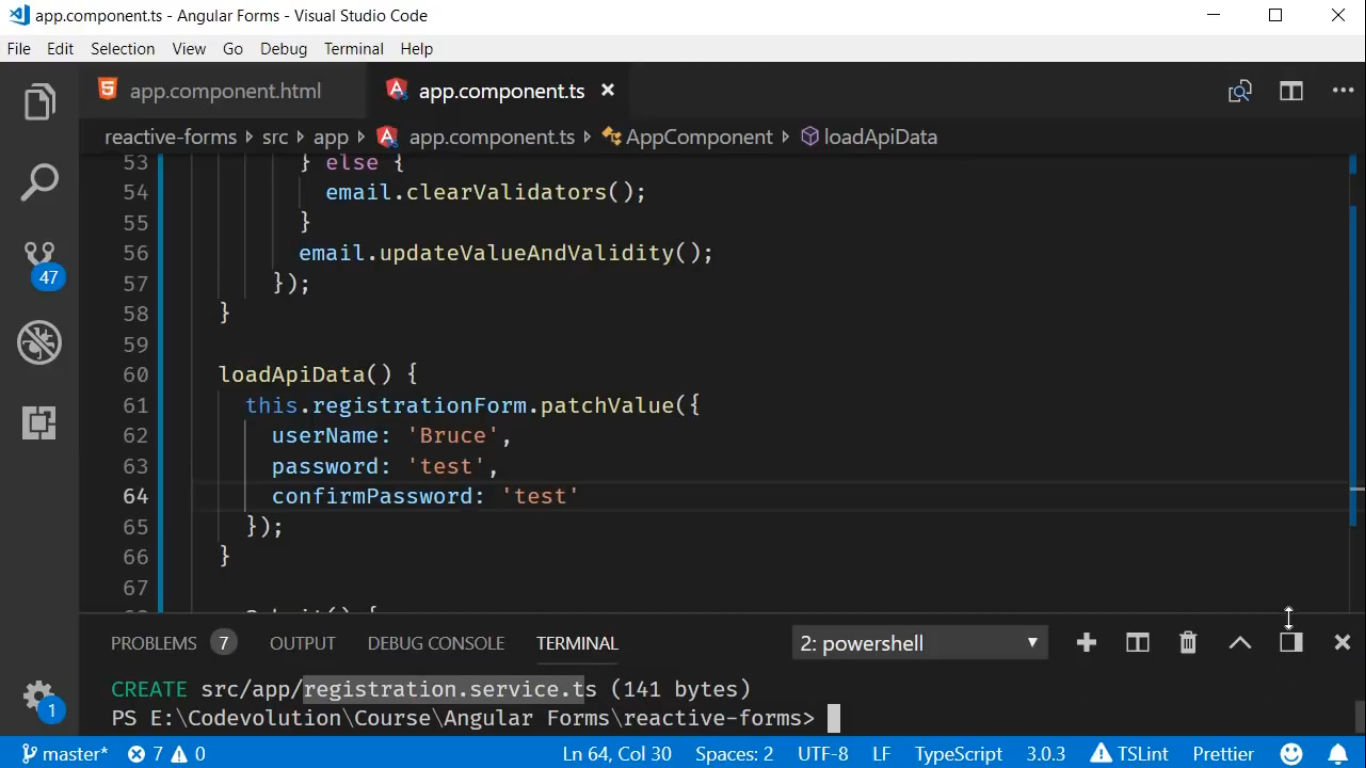 app.component.ts - Angular Forms - Visual Studio Code
File Edit Selection View Go Debug Terminal Help
app.component.html app.component.ts
reactive-forms src app app.component.ts AppComponent loadApiData
53 } else {
54 email.clearValidators();
55 }
56 email.updateValueAndValidity();
57 });
58 }
59
60 loadApiData() {
61 this.registrationForm.patchValue({
62 userName: 'Bruce',
63 password: 'test',
64 confirmPassword: 'test'
65 });
66 }
67
47
1
PROBLEMS 7 OUTPUT DEBUG CONSOLE TERMINAL 2: powershell
CREATE src/app/registration.service.ts (141 bytes)
PS E:\Codevolution\Course\Angular Forms\reactive-forms>
master* 7 0 Ln 64, Col 30 Spaces: 2 UTF-8 LF TypeScript 3.0.3 TSLint Prettier